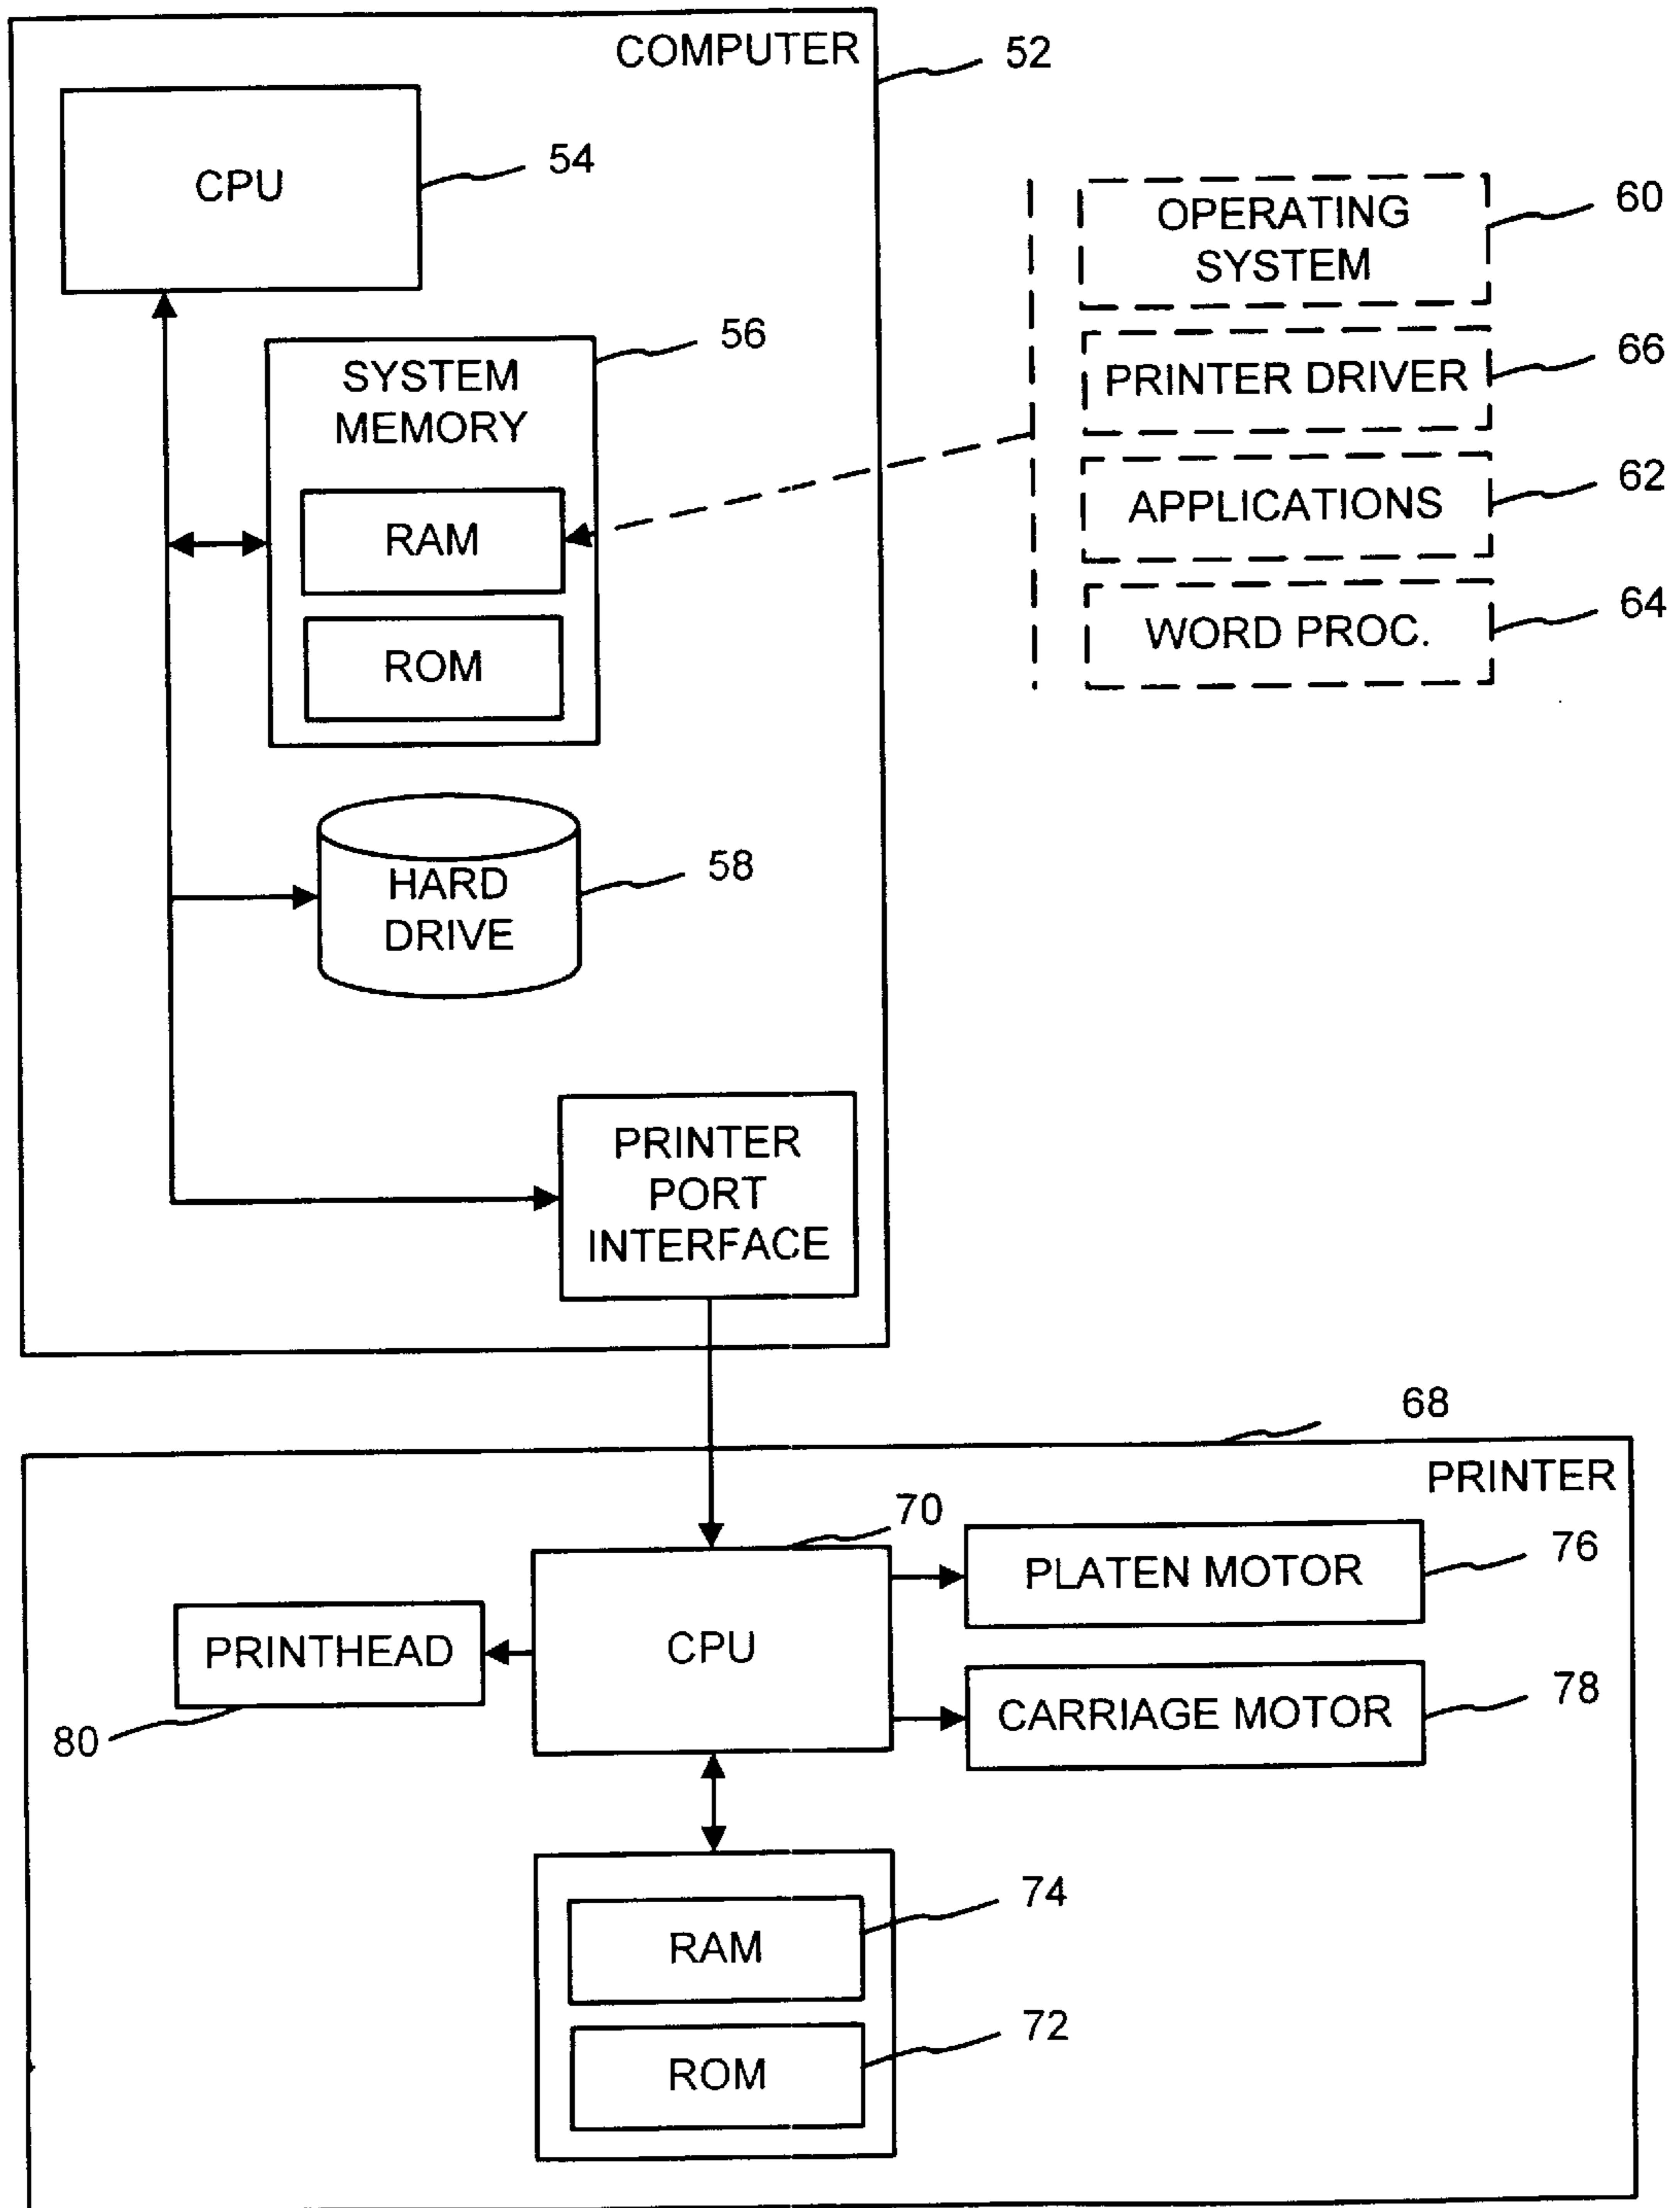 COMPUTER
52
CPU
54
OPERATING
SYSTEM
60
SYSTEM
MEMORY
56
PRINTER DRIVER
66
RAM
APPLICATIONS
62
ROM
WORD PROC.
64
HARD
DRIVE
58
PRINTER
PORT
INTERFACE
68
PRINTER
70
CPU
PLATEN MOTOR
76
PRINTHEAD
80
CARRIAGE MOTOR
78
RAM
74
ROM
72